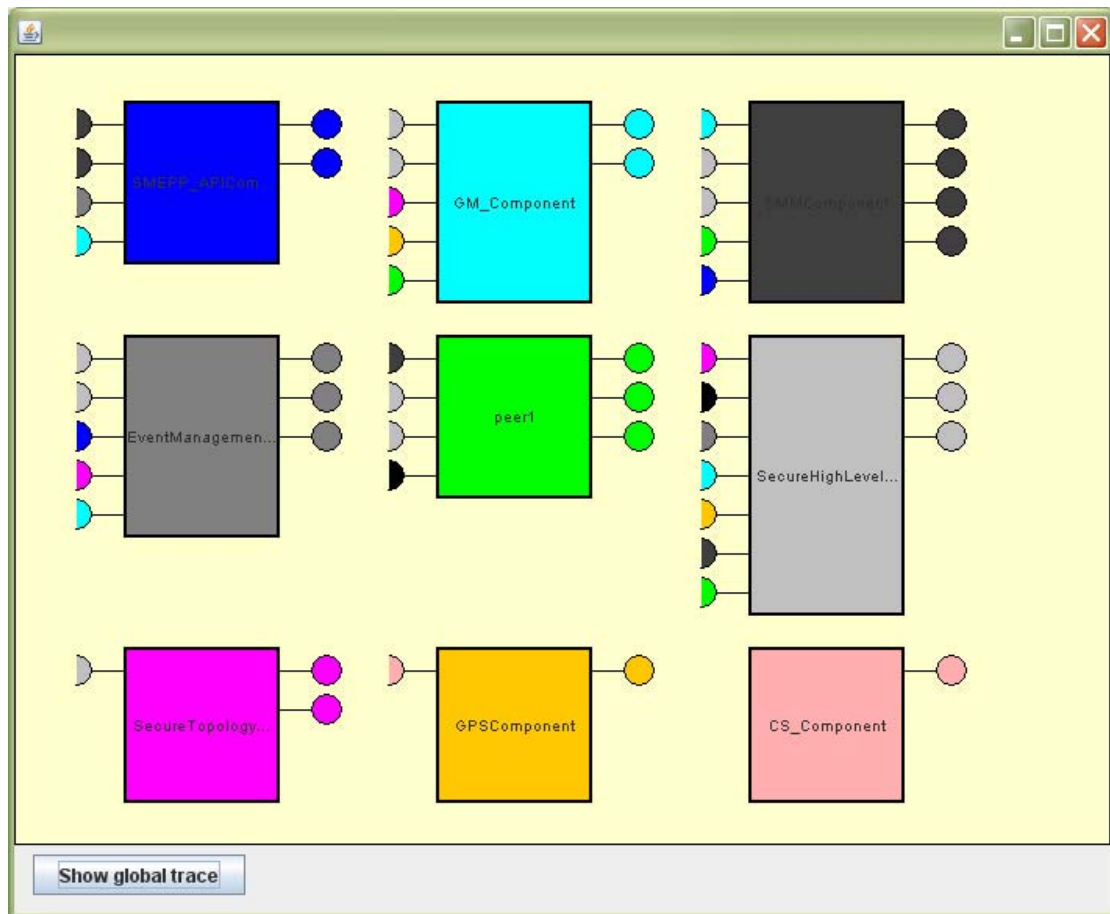 SMEPP_APICom...
GM_Component
SMMComponent
EventManagemen...
peer1
SecureHighLevel...
SecureTopology...
GPSComponent
CS_Component
Show global trace